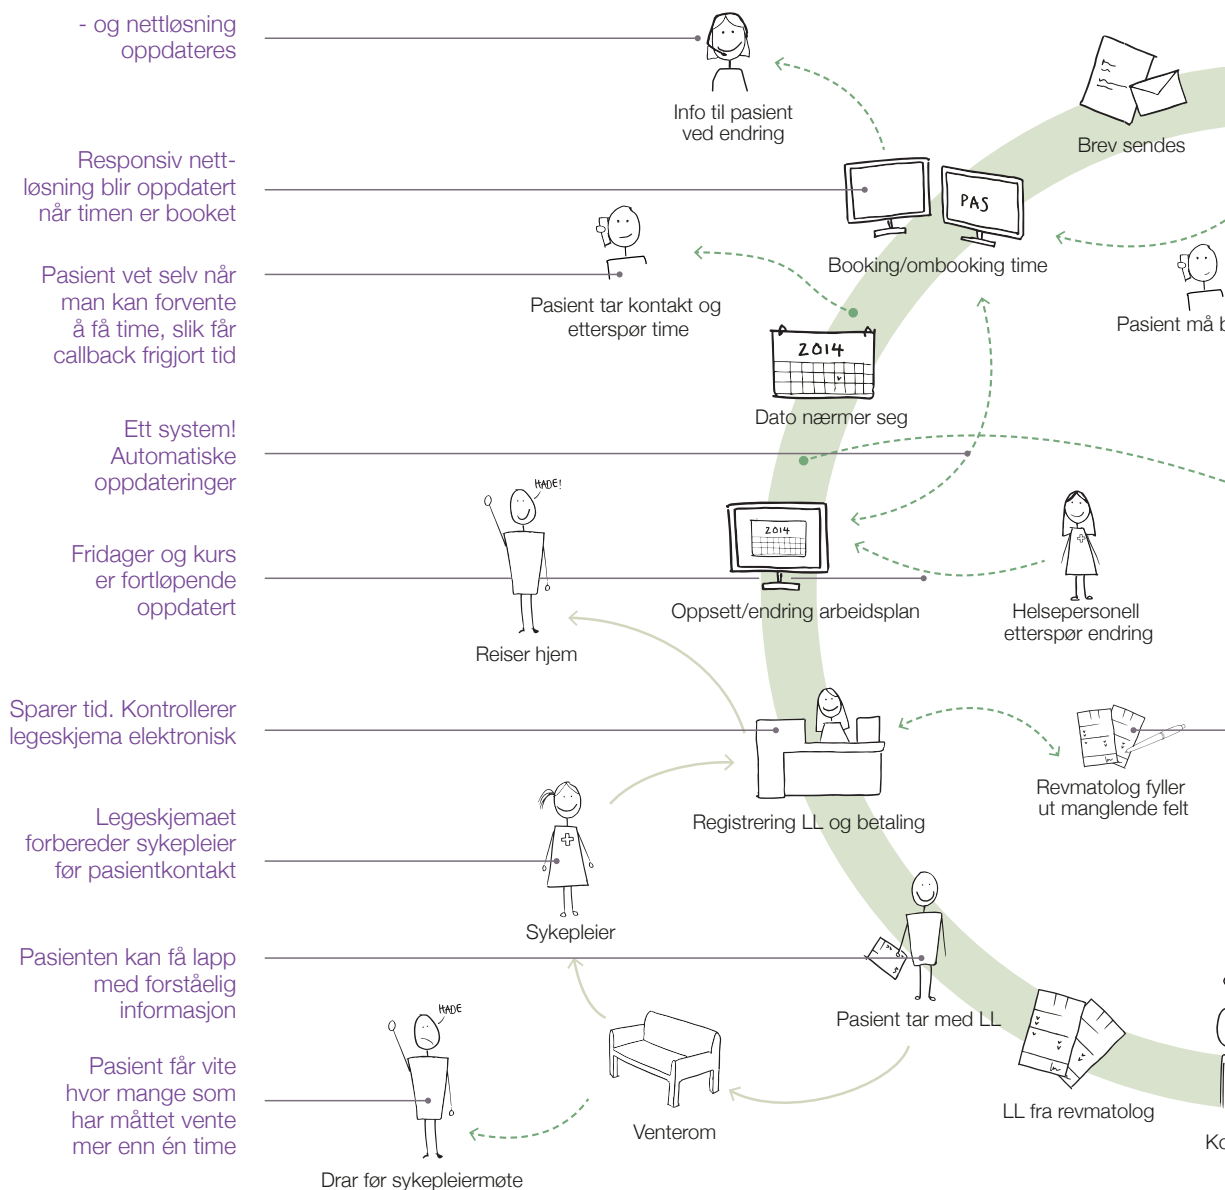 - og nettløsning
oppdateres
Info til pasient
ved endring
Brev sendes
Responsiv nett-
løsning blir oppdatert
når timen er booket
PAS
Booking/ombooking time
Pasient vet selv når
man kan forvente
å få time, slik får
callback frigjort tid
Pasient tar kontakt og
etterspør time
Pasient må b
2014
Dato nærmer seg
Ett system!
Automatiske
oppdateringer
HADE!
2014
Fridager og kurs
er fortløpende
oppdatert
Oppsett/endring arbeidsplan
Helsepersonell
etterspør endring
Reiser hjem
Sparer tid. Kontrollerer
legeskjema elektronisk
Revmatolog fyller
ut manglende felt
Registrering LL og betaling
Legeskjemaet
forbereder sykepleier
før pasientkontakt
Sykepleier
Pasienten kan få lapp
med forståelig
informasjon
Pasient tar med LL
HADE
Pasient får vite
hvor mange som
har måttet vente
mer enn én time
Venterom
LL fra revmatolog
Ko
Drar før sykepleiermøte